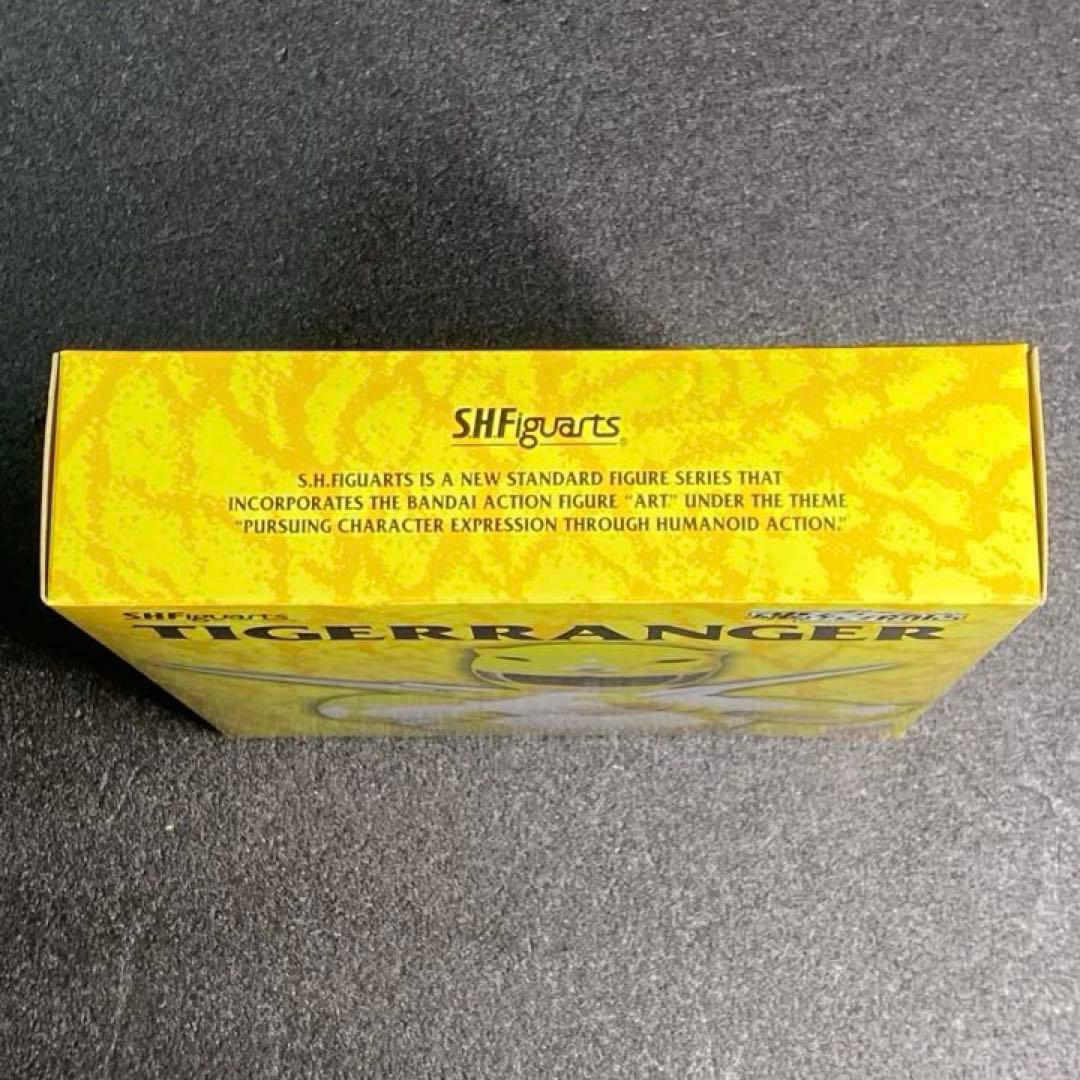 SHFiguarts
S.H.FIGUARTS IS A NEW STANDARD FIGURE SERIES THAT
INCORPORATES THE BANDAI ACTION FIGURE "ART" UNDER THE THEME
"PURSUING CHARACTER EXPRESSION THROUGH HUMANOID ACTION."
SHFiguarts
TIGERRANGER